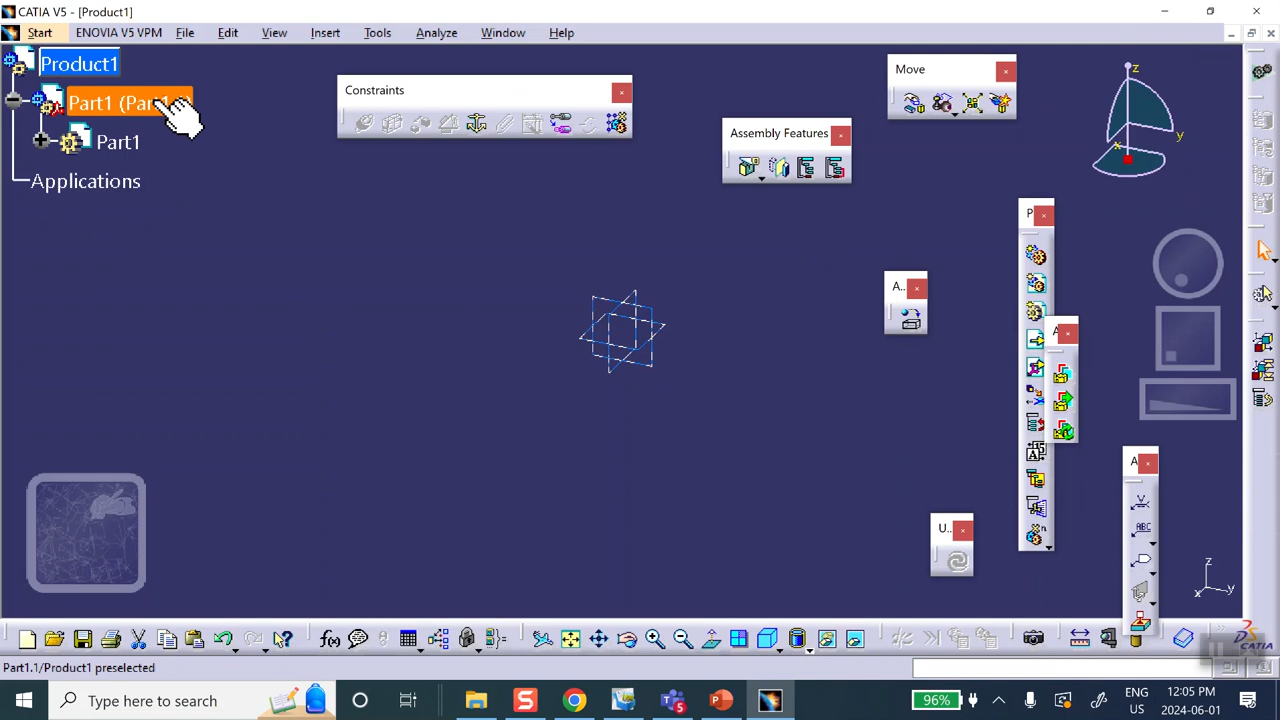 CATIA V5 - [Product1]
Start ENOVIA V5 VPM File Edit View Insert Tools Analyze Window Help
Product1
Part1 (Part
Part1
Applications
Constraints
Assembly Features
Move
z
y
x
P
A..
A
A
U..
z
y
x
f(x)
Part1.1/Product1 preselected
CATIA
Type here to search
96%
ENG
US
12:05 PM
2024-06-01